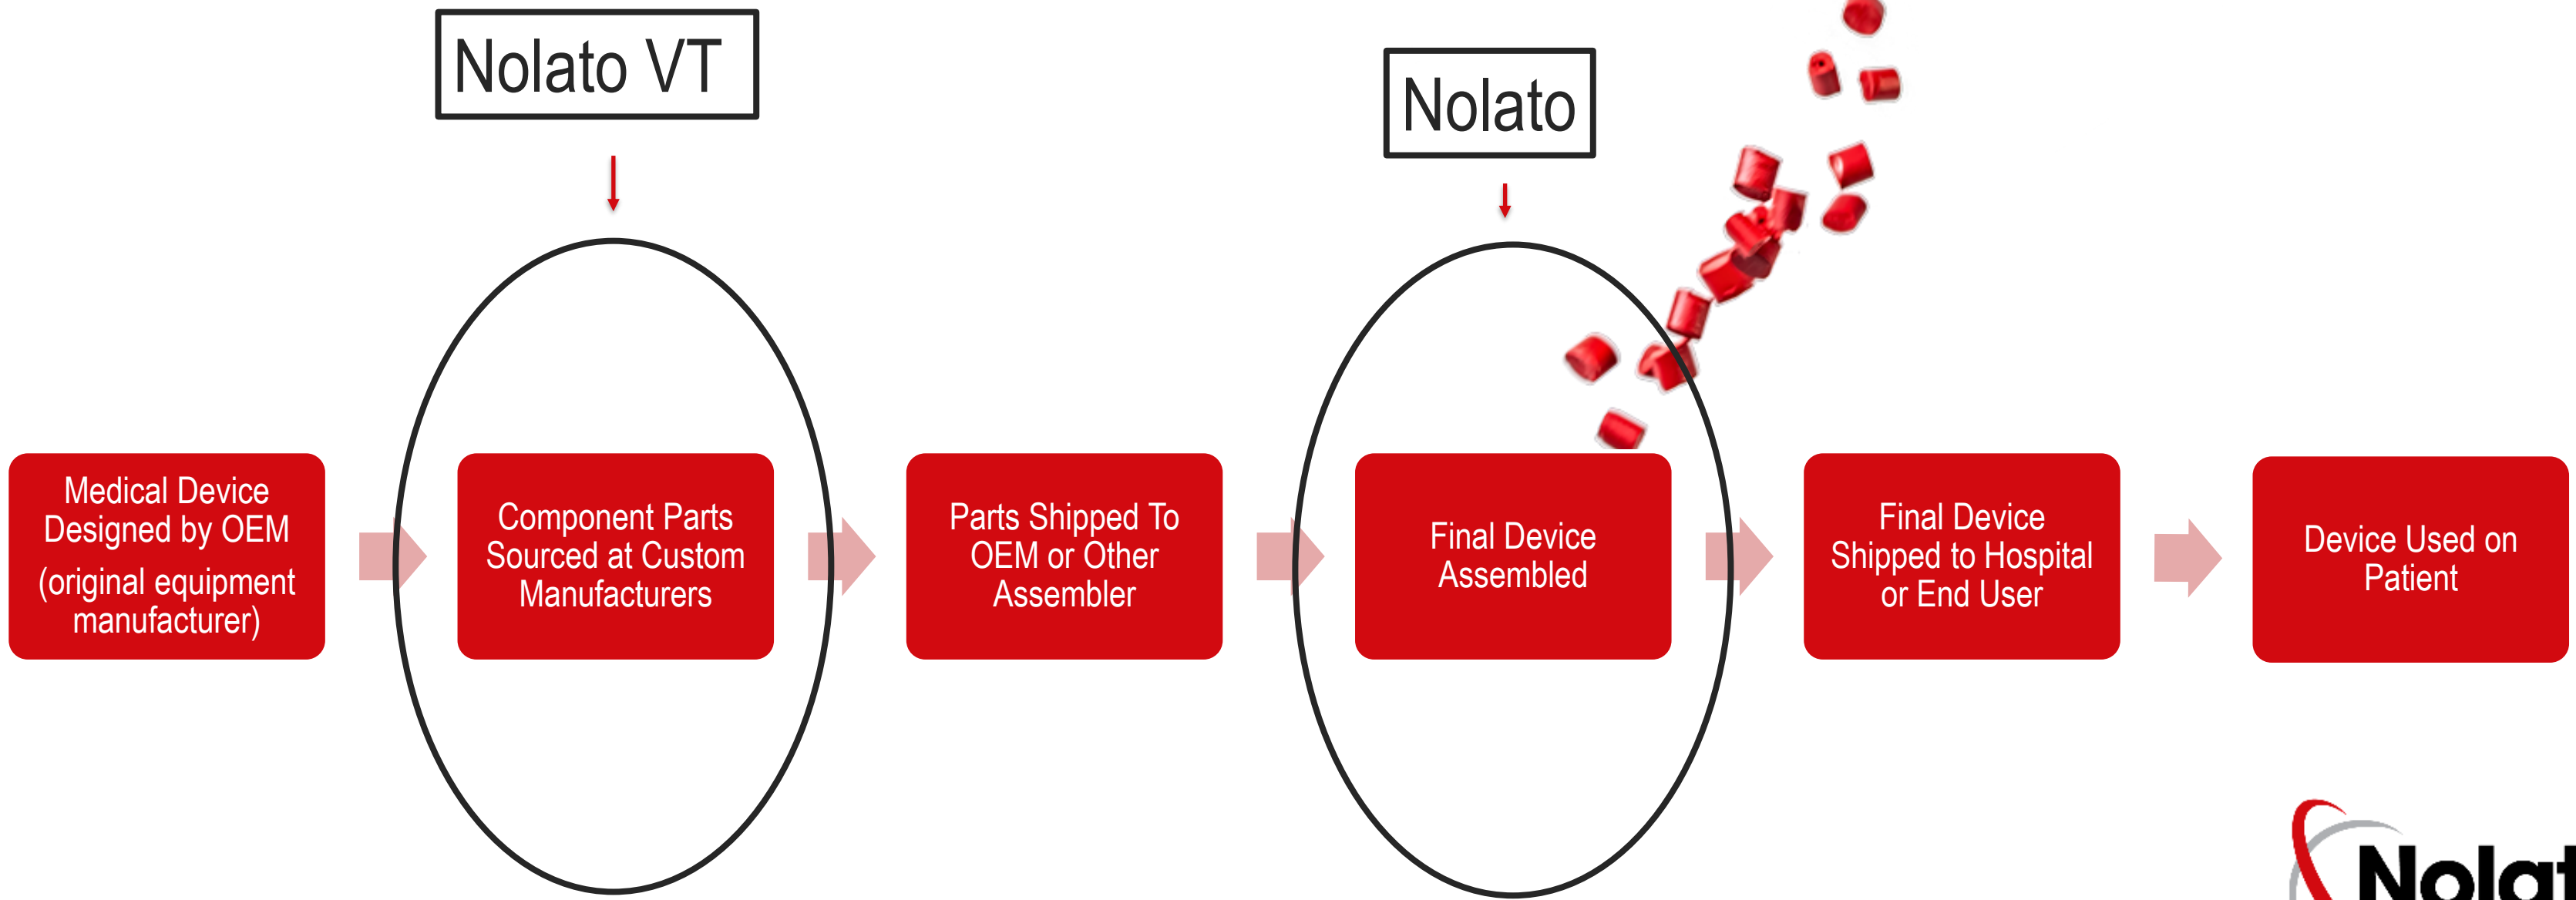 Nolato VT
Nolato
Medical Device
Designed by OEM
(original equipment
manufacturer)
Component Parts
Sourced at Custom
Manufacturers
Parts Shipped To
OEM or Other
Assembler
Final Device
Assembled
Final Device
Shipped to Hospital
or End User
Device Used on
Patient